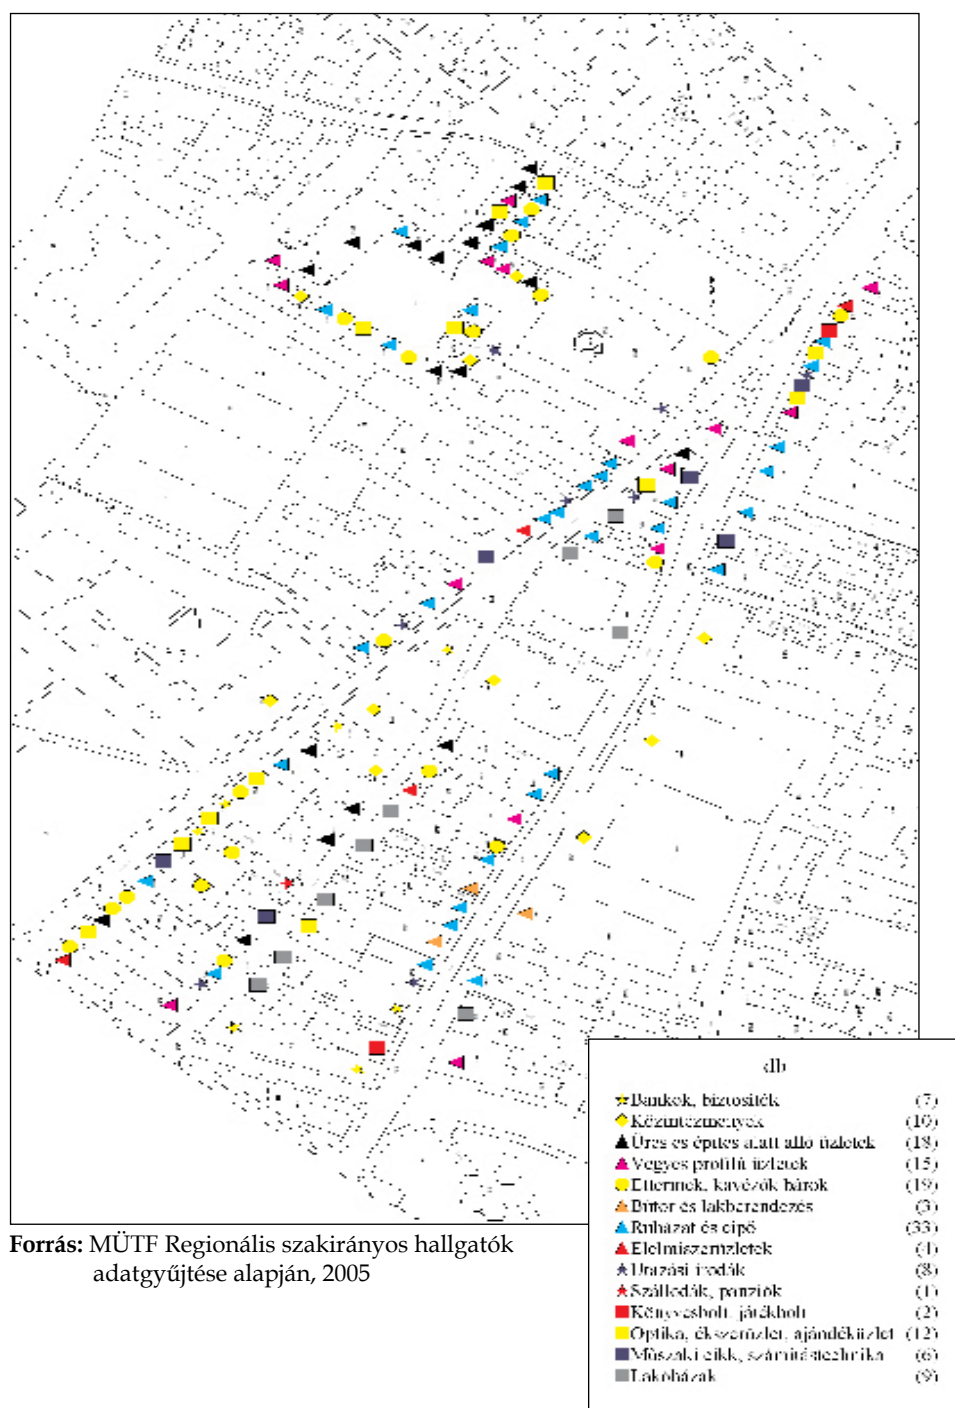 Forrás: MÜTF Regionális szakirányos hallgatók
adatgyűjtése alapján, 2005
db
Bankok, biztosítók (7)
Közintézmények (10)
Üres és építés alatt álló üzletek (18)
Vegyes profilú üzletek (15)
Éttermek, kávézók bárok (19)
Bútor és lakberendezés (3)
Ruházat és cipő (33)
Élelmiszerüzletek (4)
Utazási irodák (8)
Szállodák, panziók (1)
Könyvesbolt, játékbolt (2)
Optika, ékszerüzlet, ajándéküzlet (12)
Műszaki cikk, számítástechnika (6)
Lakóházak (9)